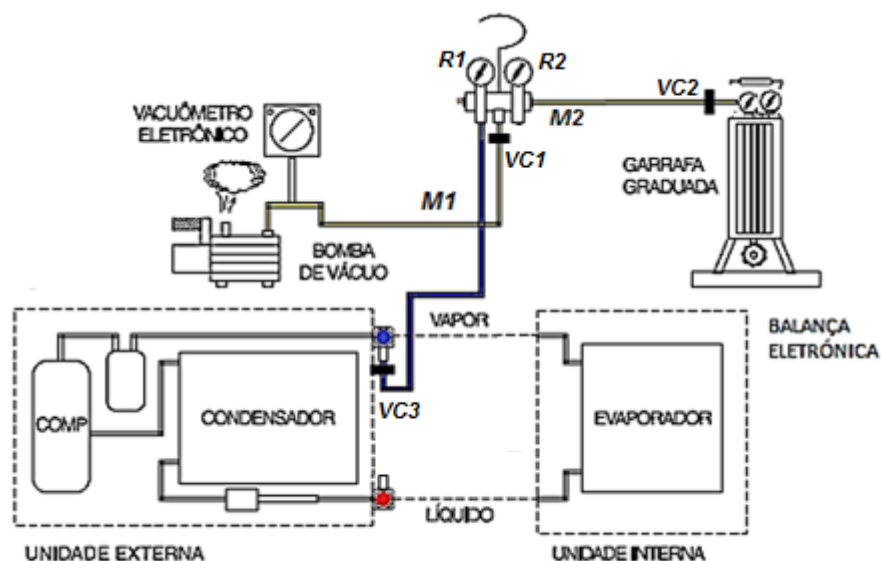 R1
R2
VC2
M2
VACUÔMETRO
ELETRÔNICO
VC1
GARRAFA
GRADUADA
M1
BOMBA
DE VÁCUO
VAPOR
BALANÇA
ELETRÓNICA
COMP
CONDENSADOR
VC3
EVAPORADOR
LÍQUIDO
UNIDADE EXTERNA
UNIDADE INTERNA